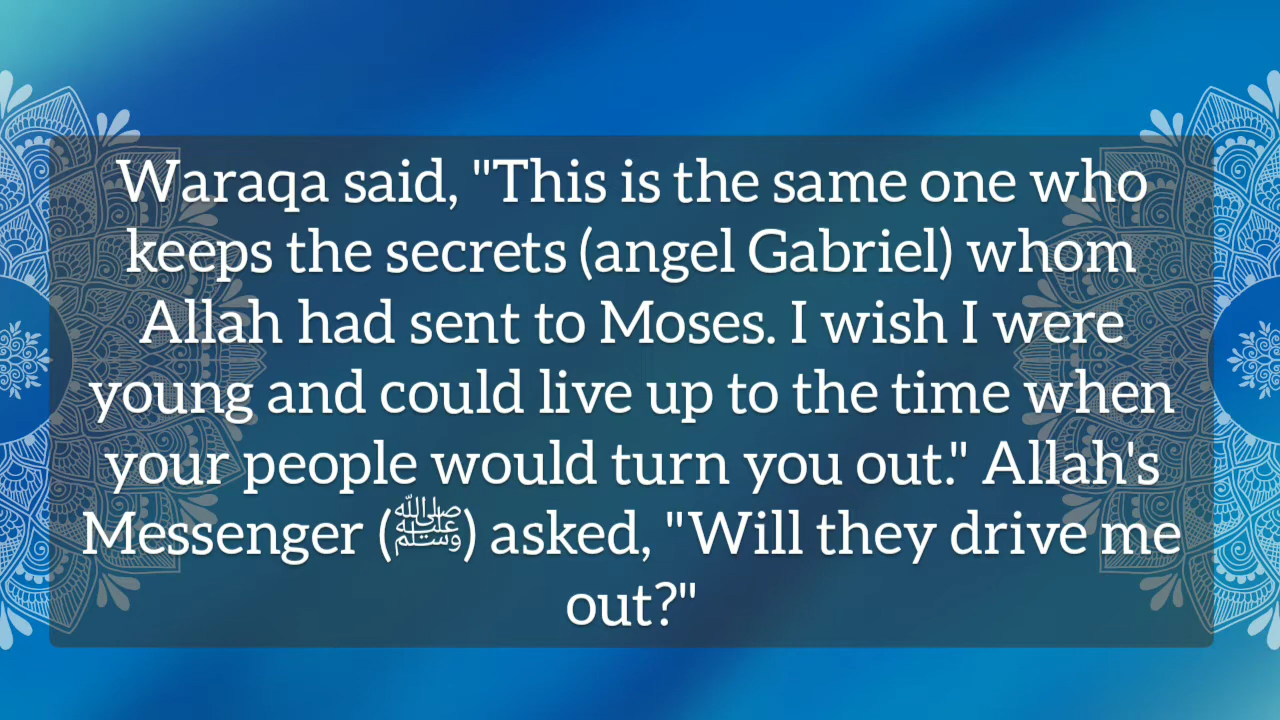 Waraqa said, "This is the same one who
keeps the secrets (angel Gabriel) whom
Allah had sent to Moses. I wish I were
young and could live up to the time when
your people would turn you out." Allah's
Messenger (ﷺ) asked, "Will they drive me
out?"